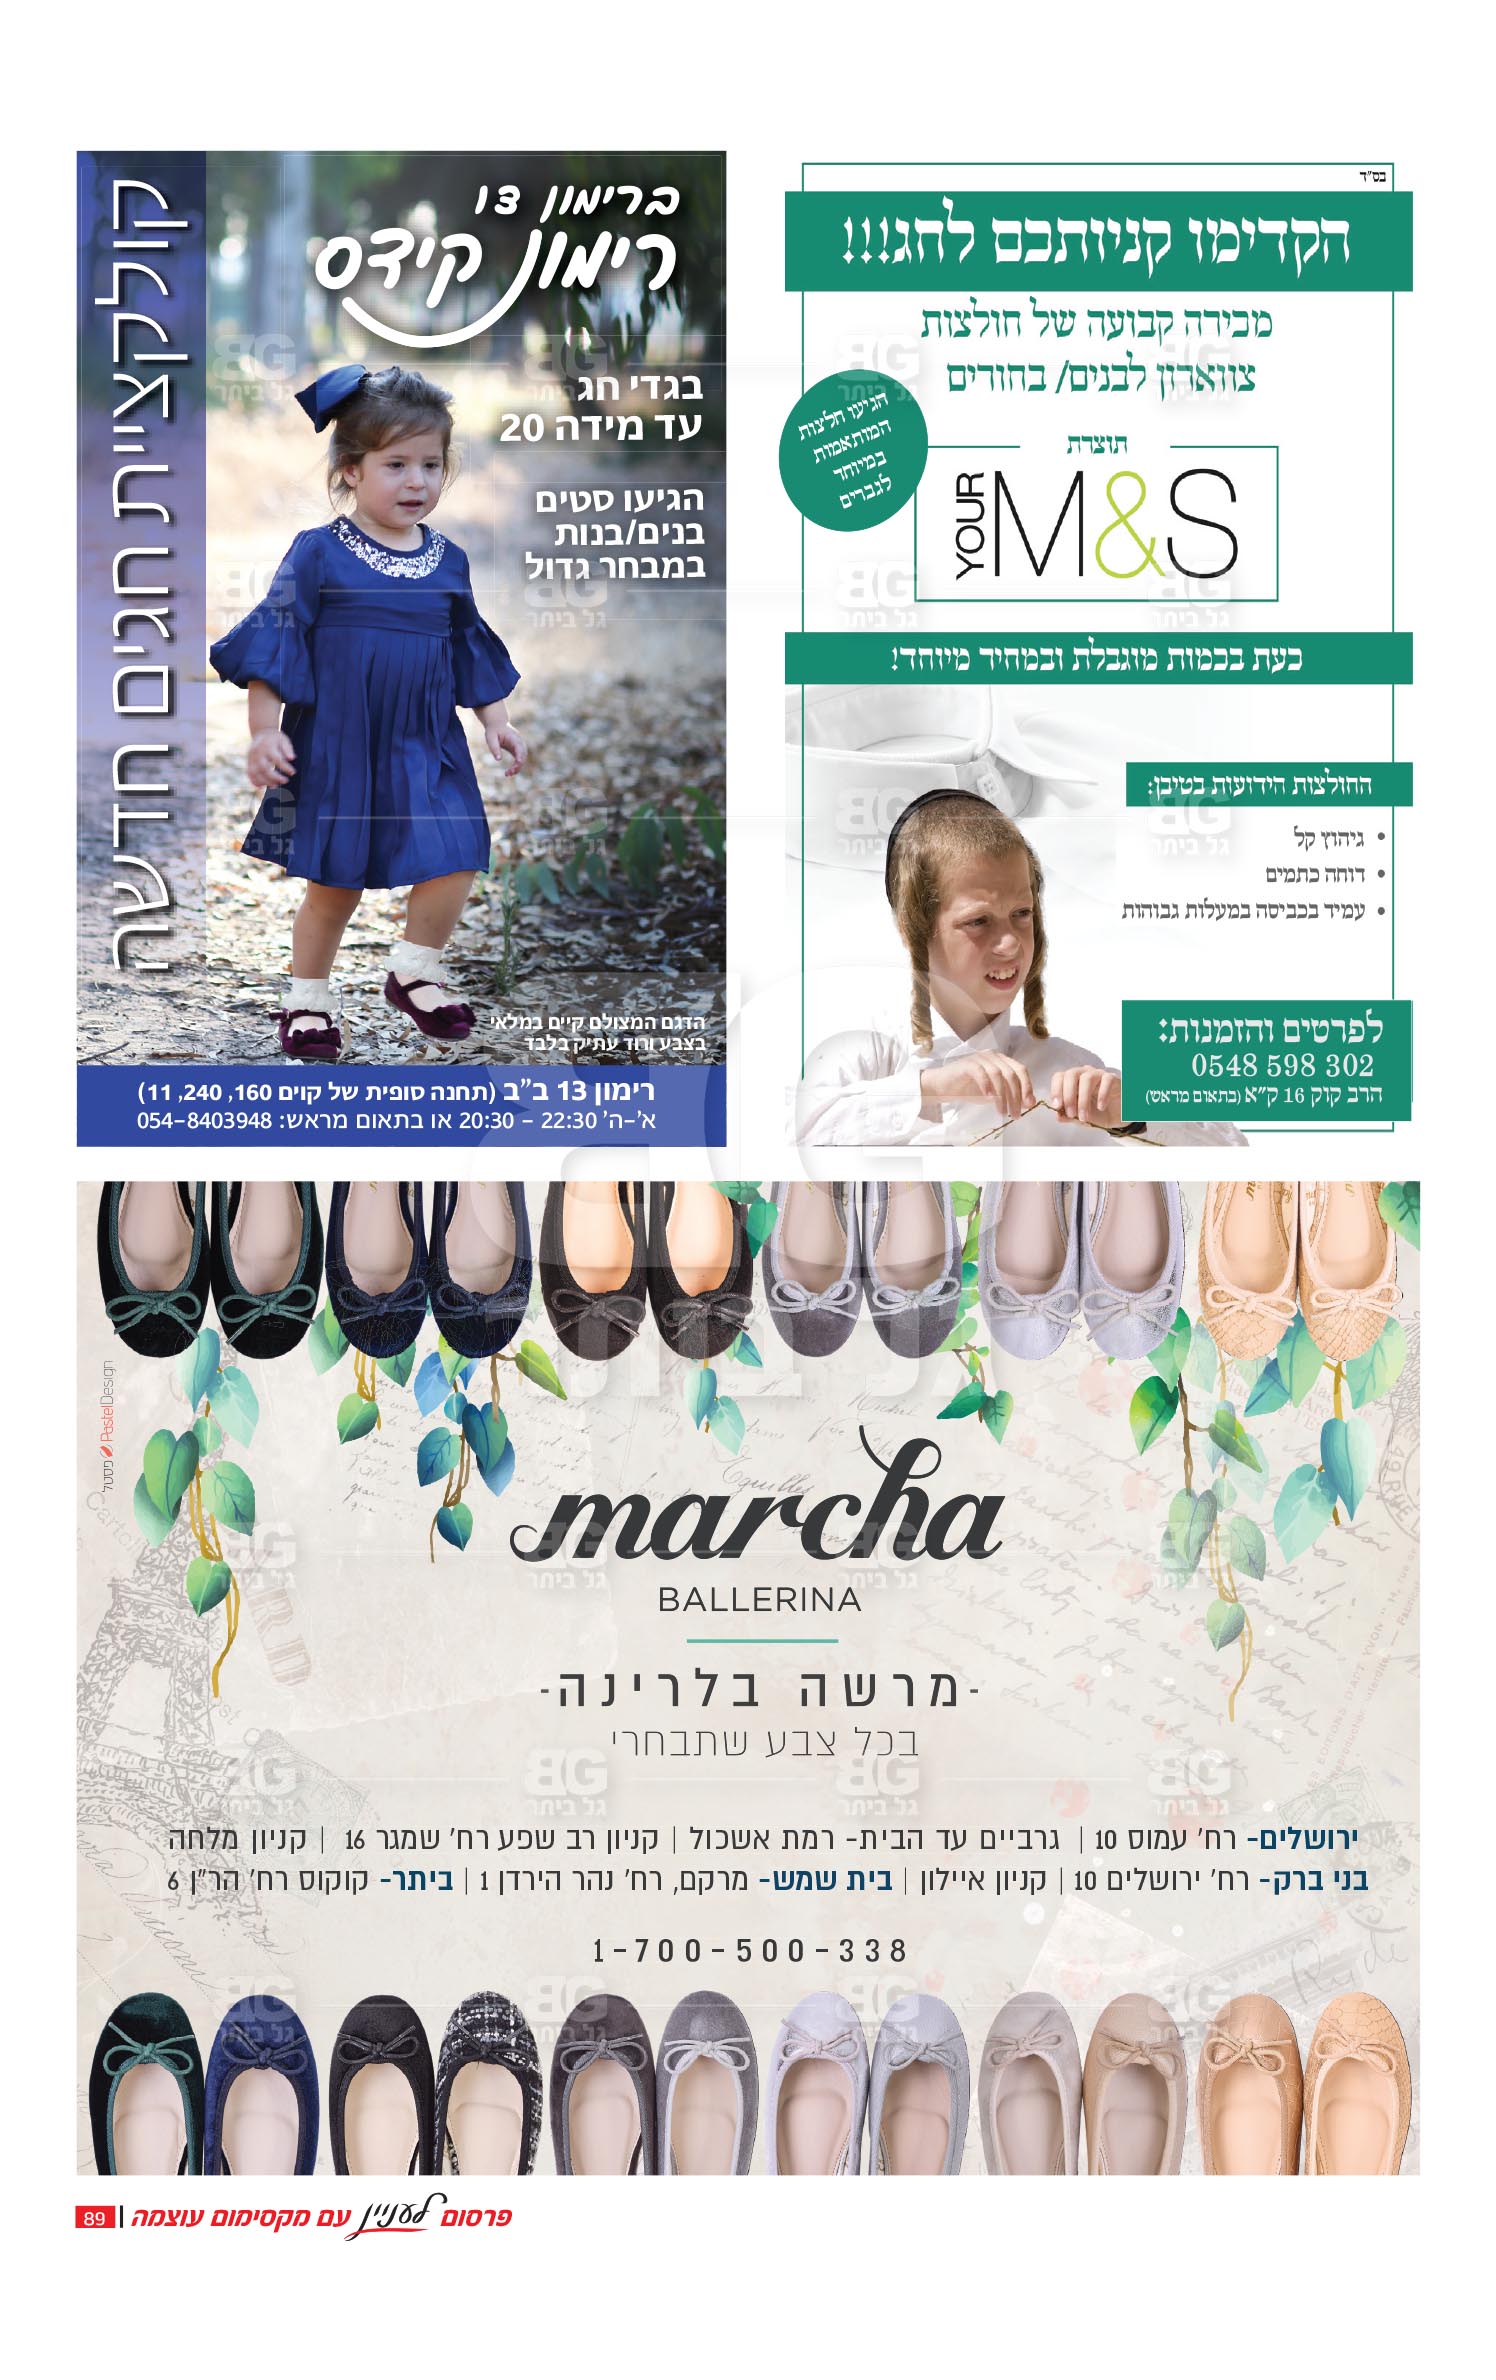 בס"ד
הקדימו קניותכם לחג!!!
מכירה קבועה של חולצות
צווארון לבנים/ בחורים
הגיעו חלצות
המותאמות
במיוחד
לגברים
תוצרת
YOUR M&S
כעת בכמות מוגבלת ובמחיר מיוחד!
החולצות הידועות בטיבן:
• גיהוץ קל
• דוחה כתמים
• עמיד בכביסה במעלות גבוהות
לפרטים והזמנות:
0548 598 302
הרב קוק 16 ק"א (בתאום מראש)
קולקציית חגים חדשה
ברימון צו
רימון קידס
בגדי חג
עד מידה 20
הגיעו סטים
בנים/בנות
במבחר גדול
הדגם המצולם קיים במלאי
בצבע ורוד עתיק בלבד
רימון 13 ב"ב (תחנה סופית של קוים 160, 240, 11)
א'-ה' 22:30 - 20:30 או בתאום מראש: 054-8403948
פסטל PastelDesign
marcha
BALLERINA
-מרשה בלרינה-
בכל צבע שתבחרי
ירושלים- רח' עמוס 10 | גרביים עד הבית- רמת אשכול | קניון רב שפע רח' שמגר 16 | קניון מלחה
בני ברק- רח' ירושלים 10 | קניון איילון | בית שמש- מרקם, רח' נהר הירדן 1 | ביתר- קוקוס רח' הר"ן 6
1-700-500-338
פרסום לעניין עם מקסימום עוצמה | 89
BG
גל ביתר